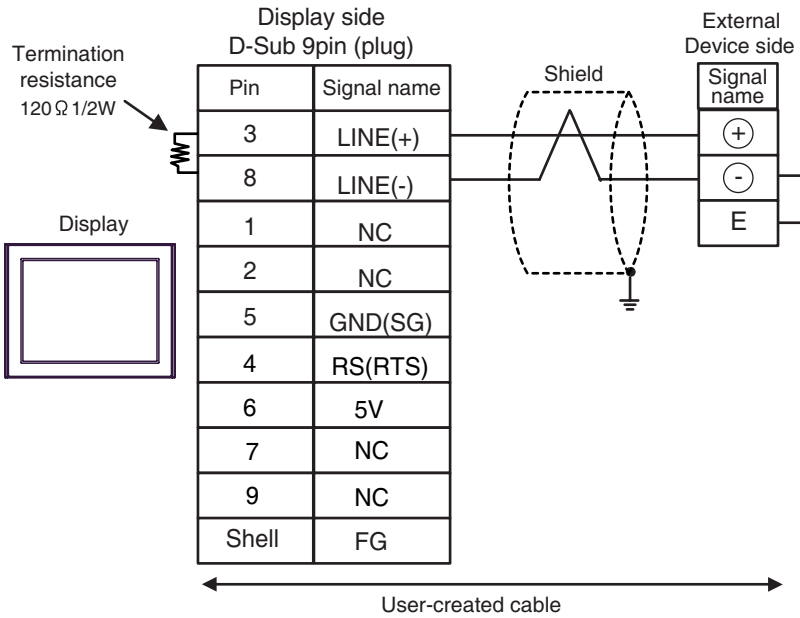 Display side
D-Sub 9pin (plug)
External
Device side
Termination
resistance
120 Ω 1/2W
Shield
Pin Signal name
Signal
name
3 LINE(+)
+
8 LINE(-)
-
1 NC
E
Display
2 NC
5 GND(SG)
4 RS(RTS)
6 5V
7 NC
9 NC
Shell FG
User-created cable